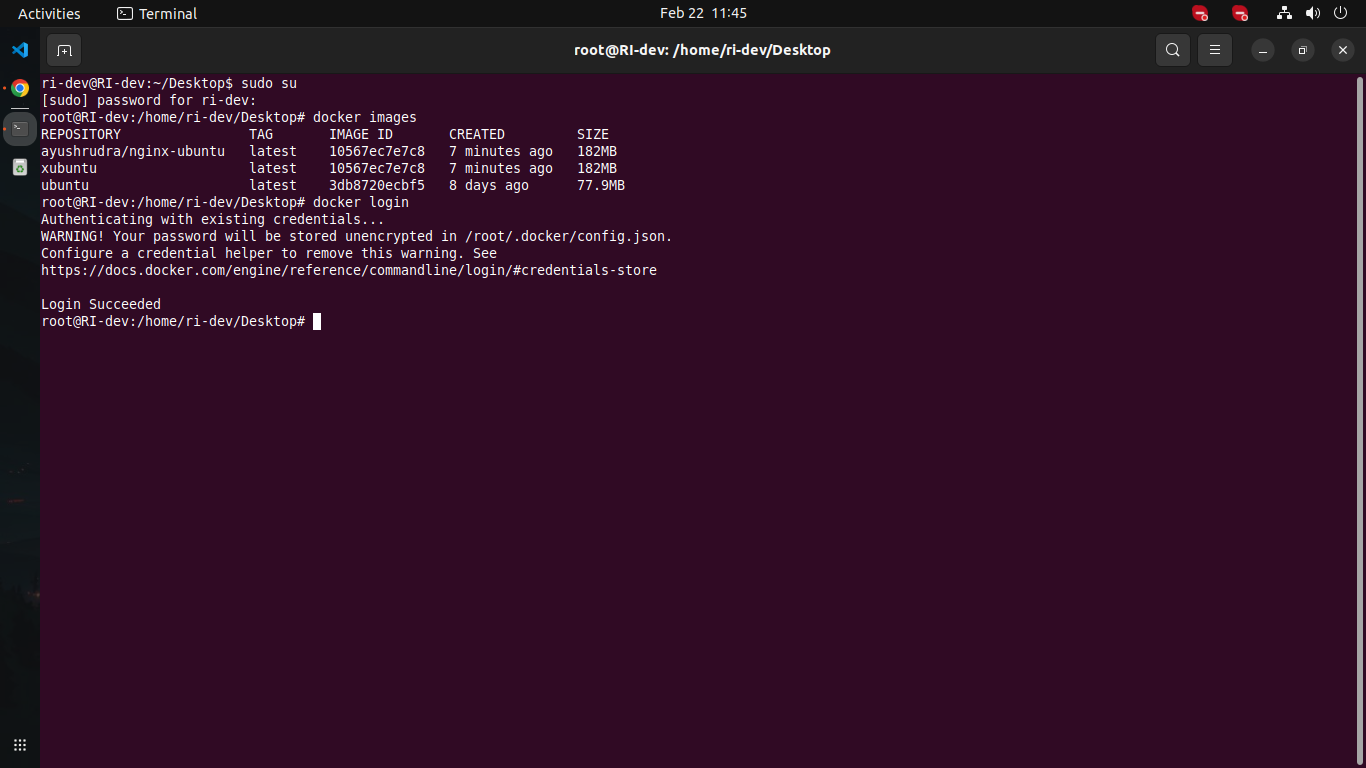 Activities
Terminal
Feb 22 11:45
root@RI-dev: /home/ri-dev/Desktop
ri-dev@RI-dev:~/Desktop$ sudo su
[sudo] password for ri-dev:
root@RI-dev:/home/ri-dev/Desktop# docker images
REPOSITORY                TAG       IMAGE ID       CREATED         SIZE
ayushrudra/nginx-ubuntu   latest    10567ec7e7c8   7 minutes ago   182MB
xubuntu                   latest    10567ec7e7c8   7 minutes ago   182MB
ubuntu                    latest    3db8720ecbf5   8 days ago      77.9MB
root@RI-dev:/home/ri-dev/Desktop# docker login
Authenticating with existing credentials...
WARNING! Your password will be stored unencrypted in /root/.docker/config.json.
Configure a credential helper to remove this warning. See
https://docs.docker.com/engine/reference/commandline/login/#credentials-store
Login Succeeded
root@RI-dev:/home/ri-dev/Desktop#